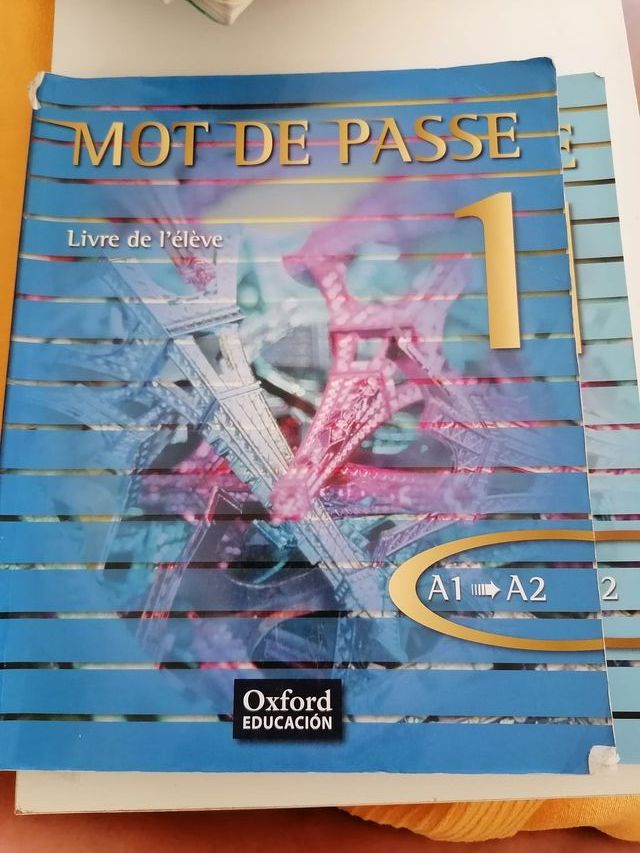 MOT DE PASSE
1
Livre de l'élève
A1 A2
Oxford
EDUCACIÓN
E
2